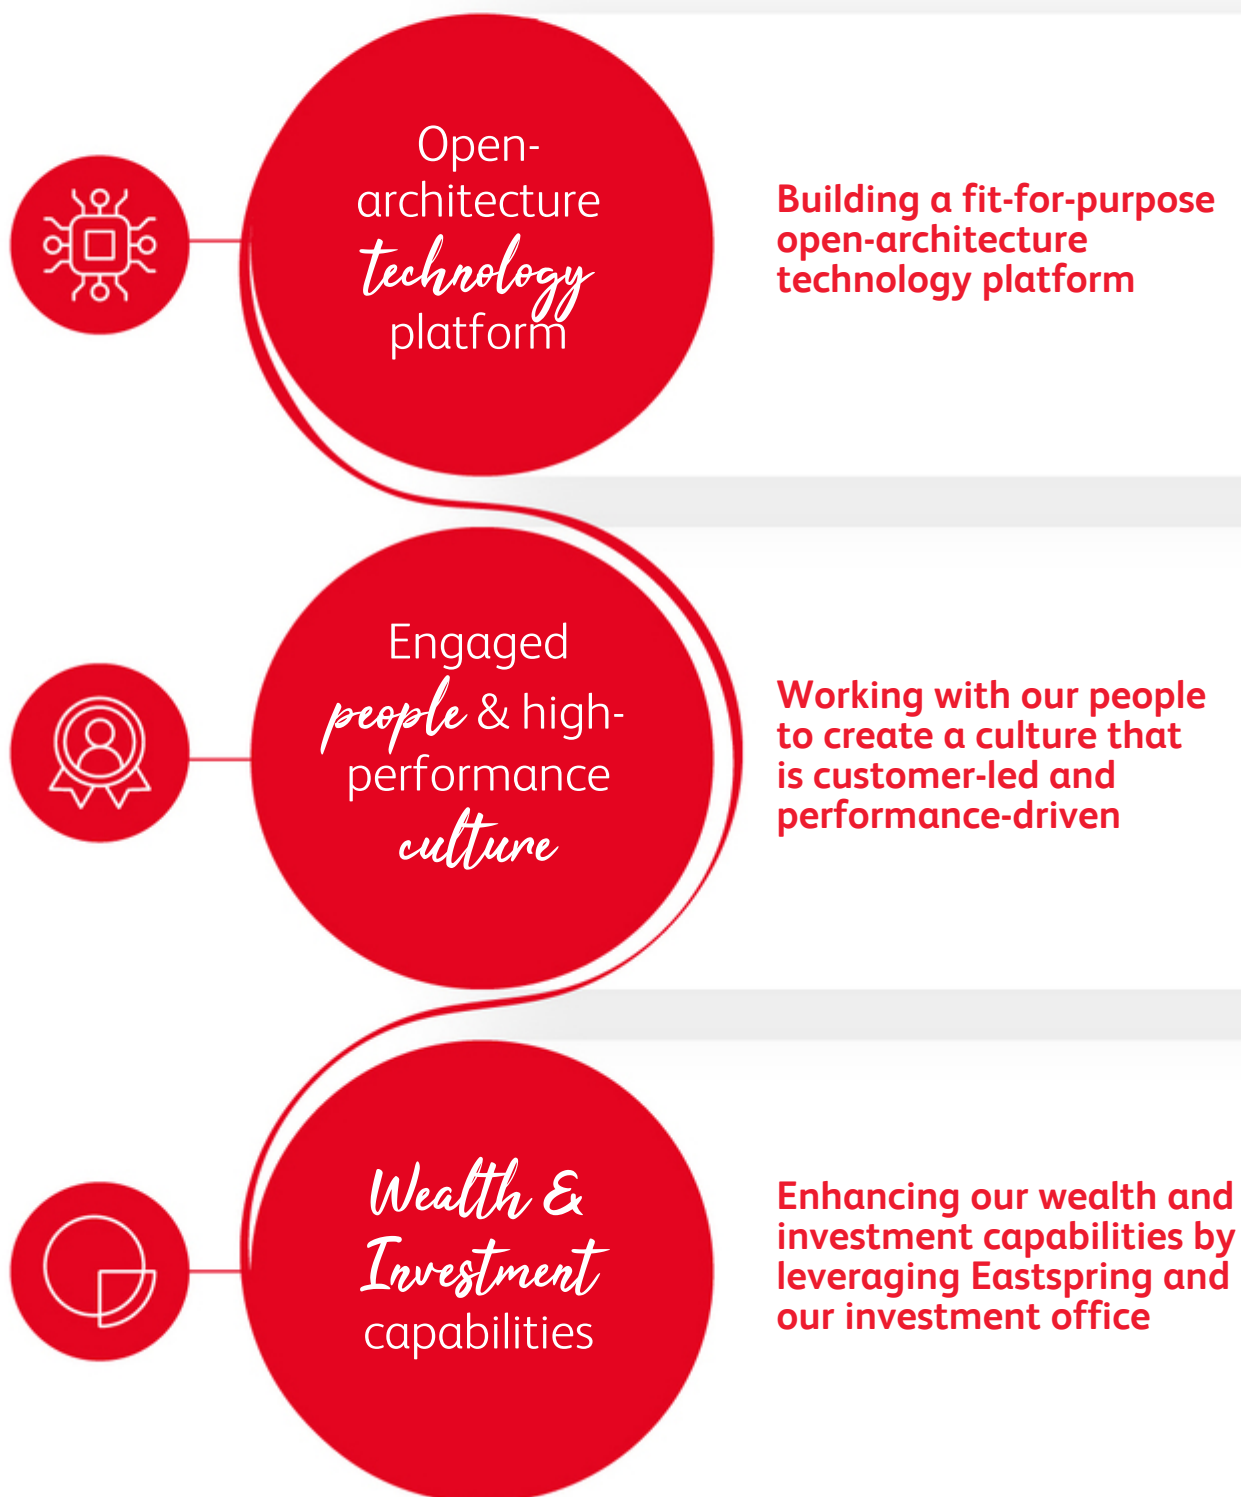 Open-
architecture
technology
platform
Building a fit-for-purpose
open-architecture
technology platform
Engaged
people & high-
performance
culture
Working with our people
to create a culture that
is customer-led and
performance-driven
Wealth &
Investment
capabilities
Enhancing our wealth and
investment capabilities by
leveraging Eastspring and
our investment office